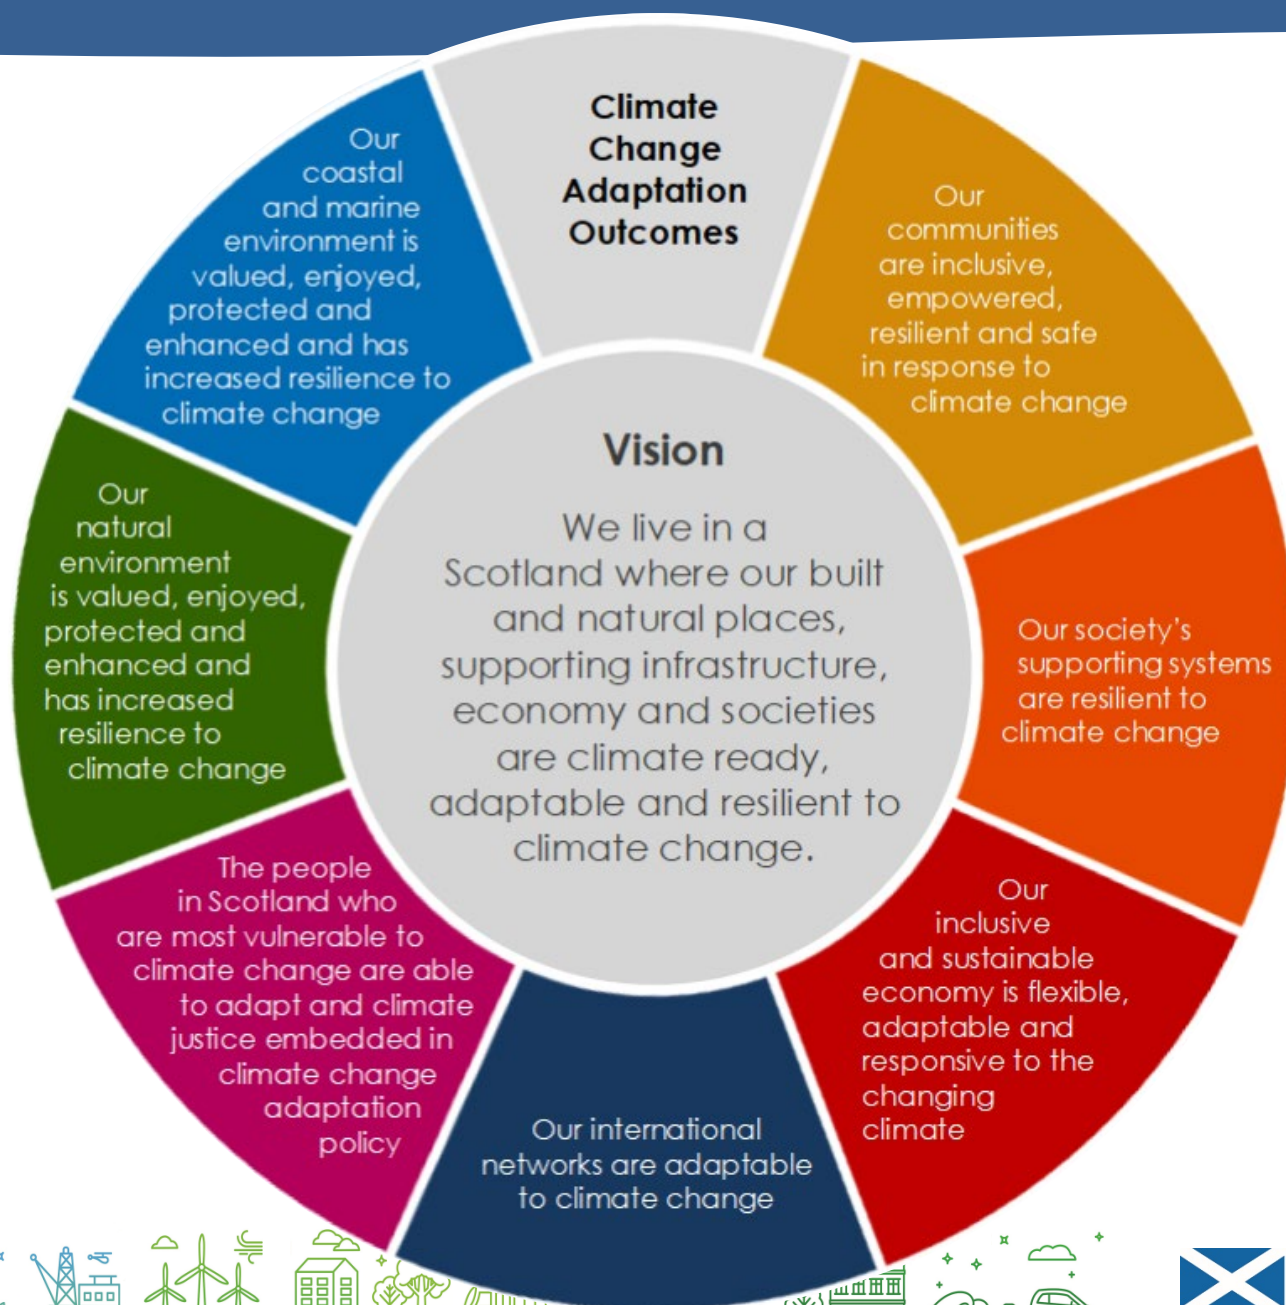 Climate
Change
Adaptation
Outcomes
Our
communities
are inclusive,
empowered,
resilient and safe
in response to
climate change
Our society's
supporting systems
are resilient to
climate change
Our
inclusive
and sustainable
economy is flexible,
adaptable and
responsive to the
changing
climate
Our international
networks are adaptable
to climate change
The people
in Scotland who
are most vulnerable to
climate change are able
to adapt and climate
justice embedded in
climate change
adaptation
policy
Our
natural
environment
is valued, enjoyed,
protected and
enhanced and
has increased
resilience to
climate change
Our
coastal
and marine
environment is
valued, enjoyed,
protected and
enhanced and has
increased resilience to
climate change
Vision
We live in a
Scotland where our built
and natural places,
supporting infrastructure,
economy and societies
are climate ready,
adaptable and resilient to
climate change.